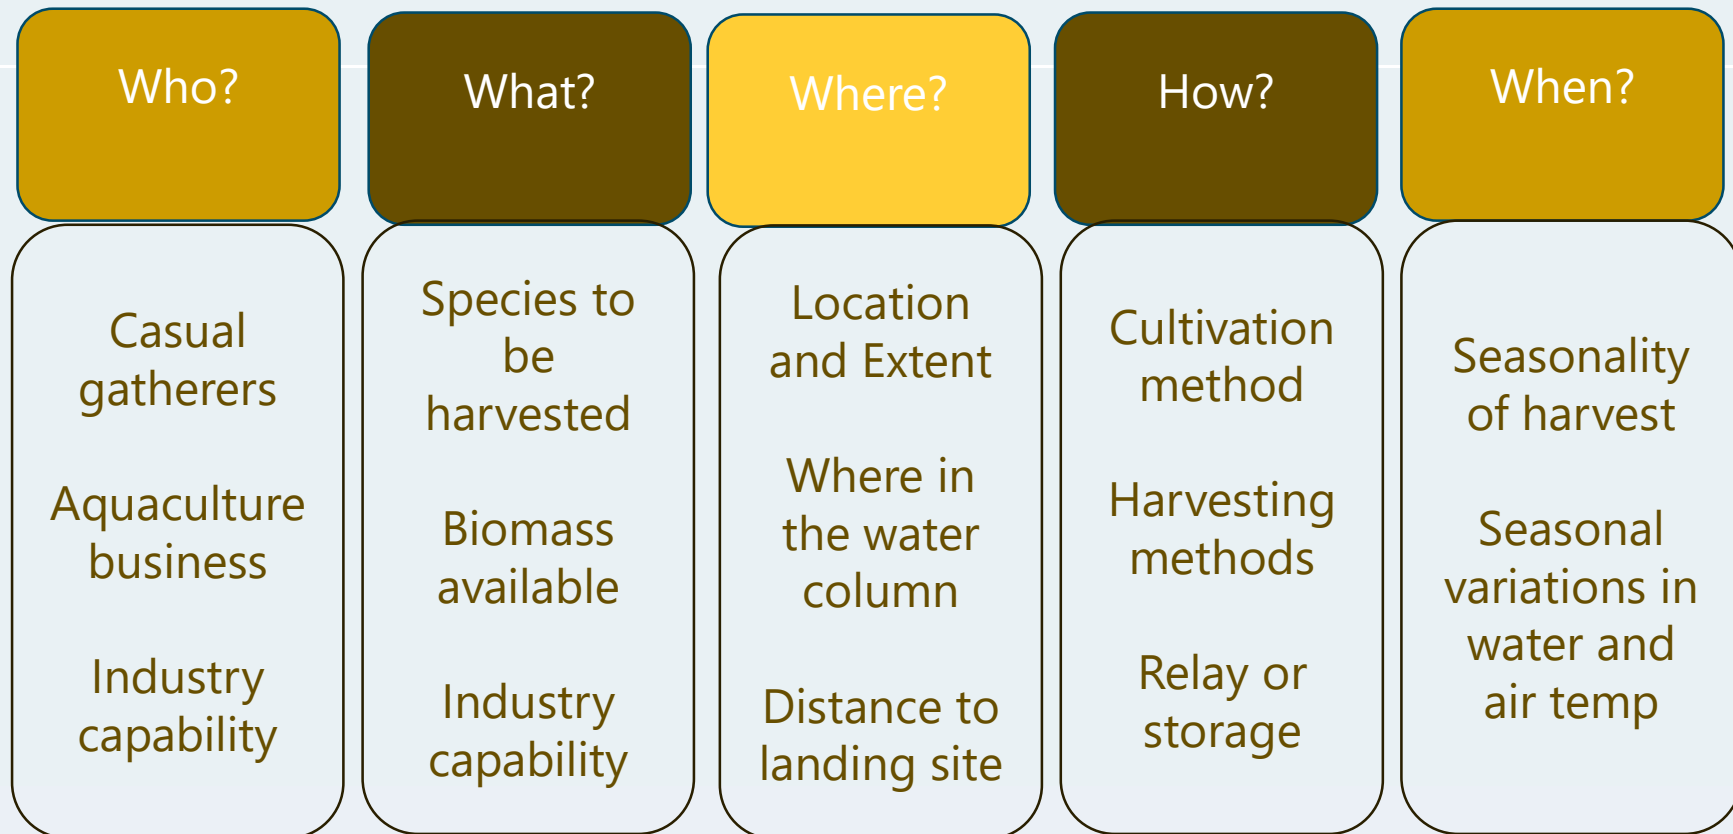 Who?
Casual
gatherers
Aquaculture
business
Industry
capability
What?
Species to
be
harvested
Biomass
available
Industry
capability
Where?
Location
and Extent
Where in
the water
column
Distance to
landing site
How?
Cultivation
method
Harvesting
methods
Relay or
storage
When?
Seasonality
of harvest
Seasonal
variations in
water and
air temp